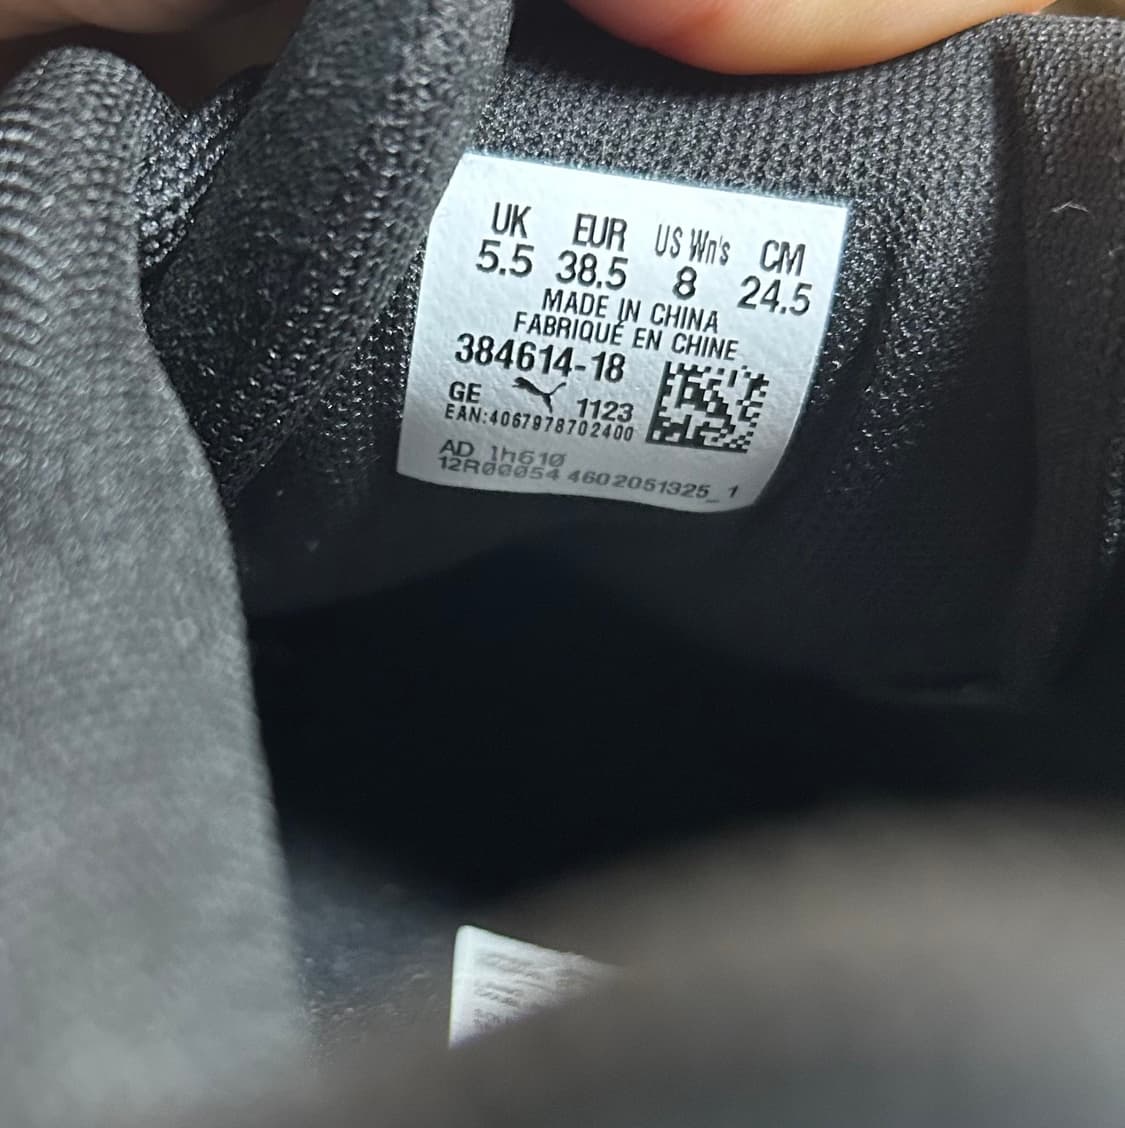 UK EUR US Wn's CM
5.5 38.5 8 24.5
MADE IN CHINA
FABRIQUÉ EN CHINE
384614-18
GE 1123
EAN:4067978702400
AD 1h610
12R00054 4602051325_1